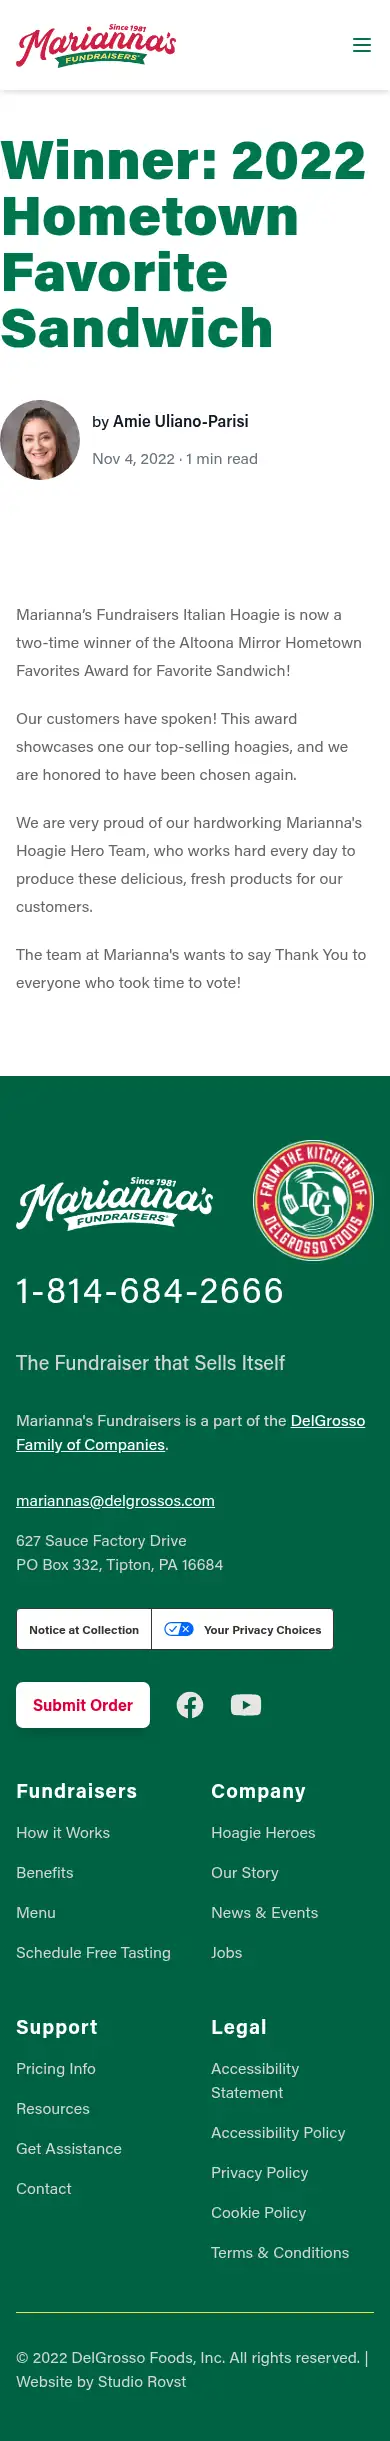 Since 1981
Marianna's
FUNDRAISERS
Winner: 2022
Hometown
Favorite
Sandwich
by Amie Uliano-Parisi
Nov 4, 2022 · 1 min read
Marianna’s Fundraisers Italian Hoagie is now a
two-time winner of the Altoona Mirror Hometown
Favorites Award for Favorite Sandwich!
Our customers have spoken! This award
showcases one our top-selling hoagies, and we
are honored to have been chosen again.
We are very proud of our hardworking Marianna's
Hoagie Hero Team, who works hard every day to
produce these delicious, fresh products for our
customers.
The team at Marianna's wants to say Thank You to
everyone who took time to vote!
Since 1981
Marianna's
FUNDRAISERS
FROM THE KITCHENS OF
DG
DELGROSSO FOODS
1-814-684-2666
The Fundraiser that Sells Itself
Marianna's Fundraisers is a part of the DelGrosso
Family of Companies.
mariannas@delgrossos.com
627 Sauce Factory Drive
PO Box 332, Tipton, PA 16684
Notice at Collection
Your Privacy Choices
Submit Order
Fundraisers
How it Works
Benefits
Menu
Schedule Free Tasting
Company
Hoagie Heroes
Our Story
News & Events
Jobs
Support
Pricing Info
Resources
Get Assistance
Contact
Legal
Accessibility
Statement
Accessibility Policy
Privacy Policy
Cookie Policy
Terms & Conditions
© 2022 DelGrosso Foods, Inc. All rights reserved. |
Website by Studio Rovst